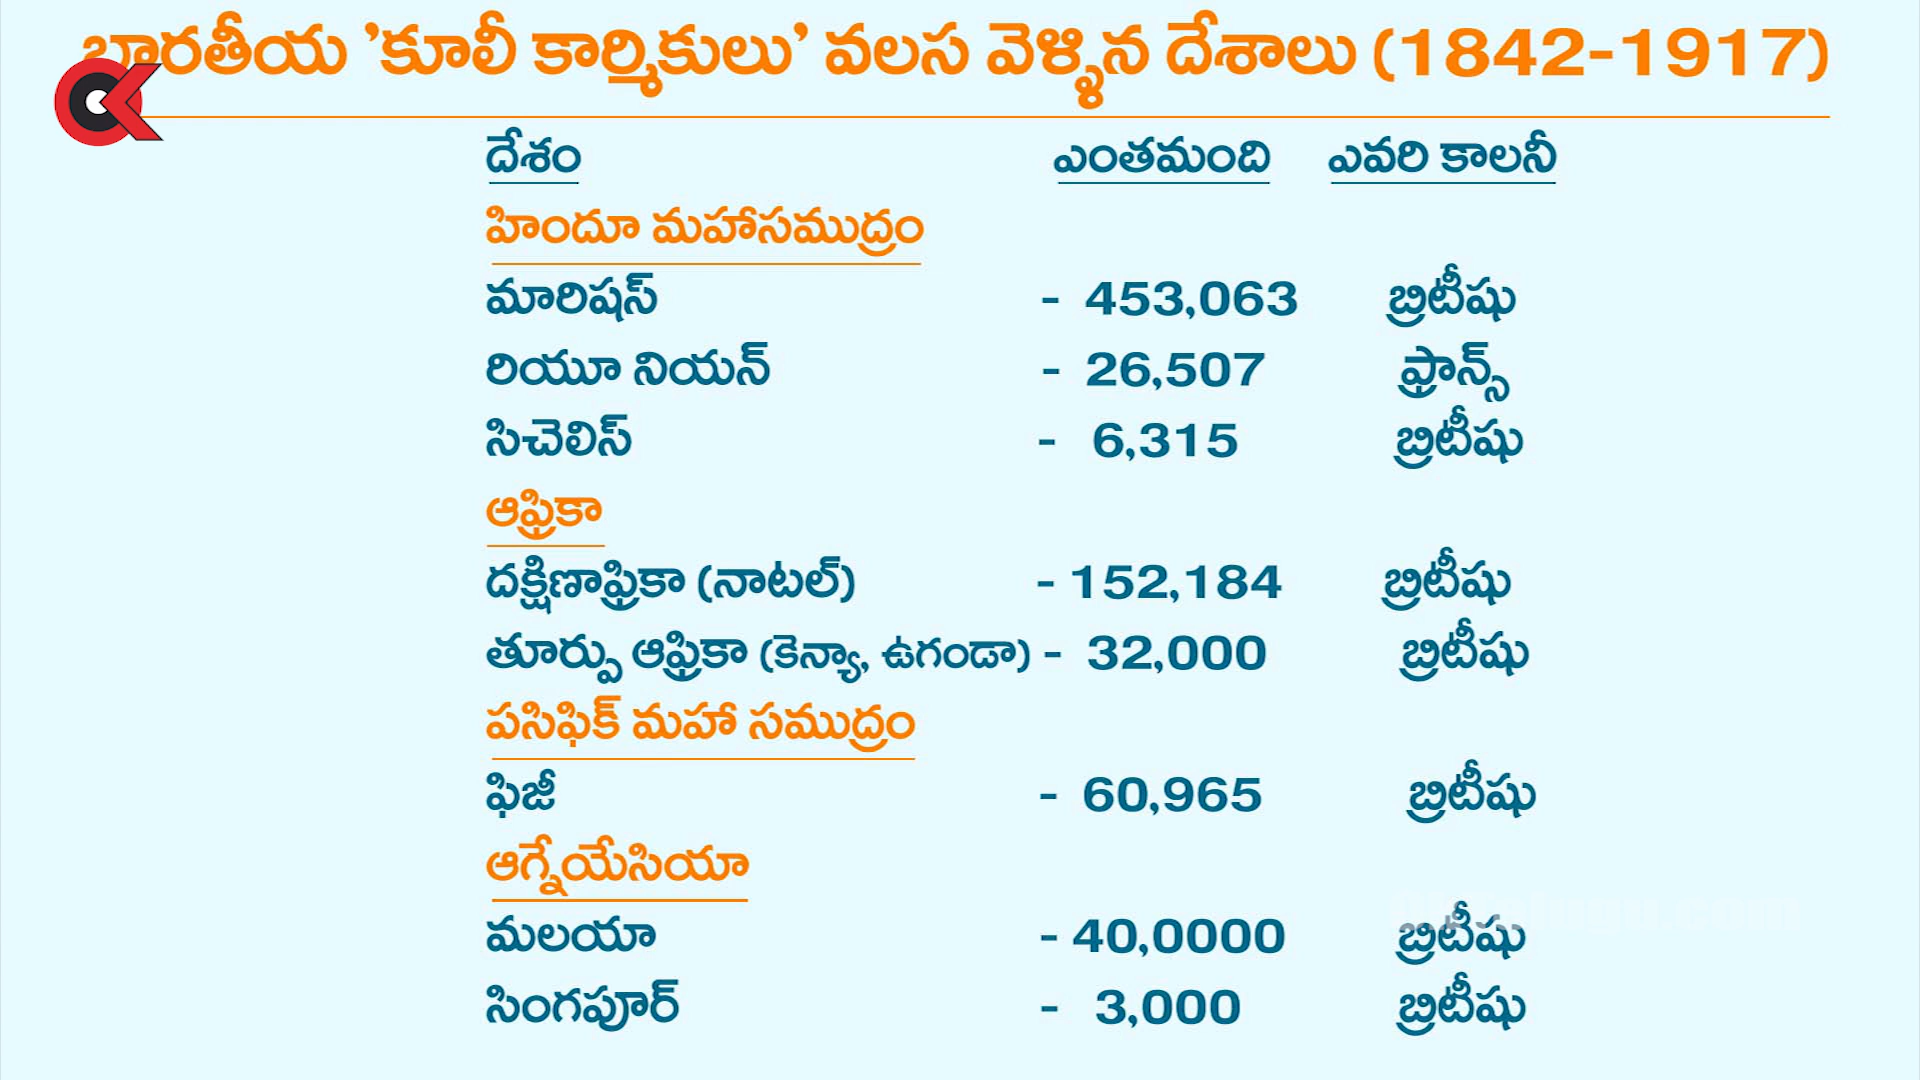 భారతీయ 'కూలీ కార్మికులు' వలస వెళ్ళిన దేశాలు (1842-1917)
దేశం ఎంతమంది ఎవరి కాలనీ
హిందూ మహాసముద్రం
మారిషస్ - 453,063 బ్రిటీషు
రియూ నియన్ - 26,507 ఫ్రాన్స్
సిచెలిస్ - 6,315 బ్రిటీషు
ఆఫ్రికా
దక్షిణాఫ్రికా (నాటల్) - 152,184 బ్రిటీషు
తూర్పు ఆఫ్రికా (కెన్యా, ఉగండా) - 32,000 బ్రిటీషు
పసిఫిక్ మహా సముద్రం
ఫిజీ - 60,965 బ్రిటీషు
ఆగ్నేయేసియా
మలయా - 40,0000 బ్రిటీషు
సింగపూర్ - 3,000 బ్రిటీషు